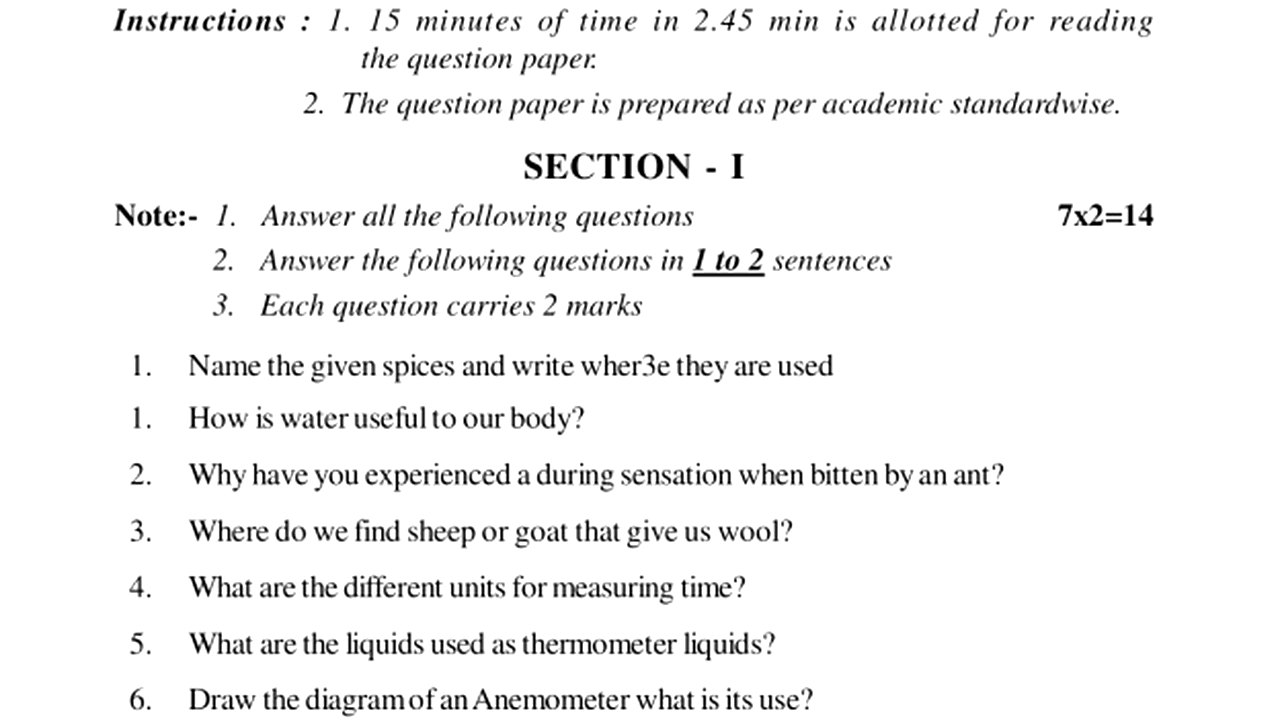 Instructions : 1. 15 minutes of time in 2.45 min is allotted for reading
the question paper.
2. The question paper is prepared as per academic standardwise.
SECTION - I
Note:- 1. Answer all the following questions 7x2=14
2. Answer the following questions in 1 to 2 sentences
3. Each question carries 2 marks
1. Name the given spices and write wher3e they are used
1. How is water useful to our body?
2. Why have you experienced a during sensation when bitten by an ant?
3. Where do we find sheep or goat that give us wool?
4. What are the different units for measuring time?
5. What are the liquids used as thermometer liquids?
6. Draw the diagram of an Anemometer what is its use?